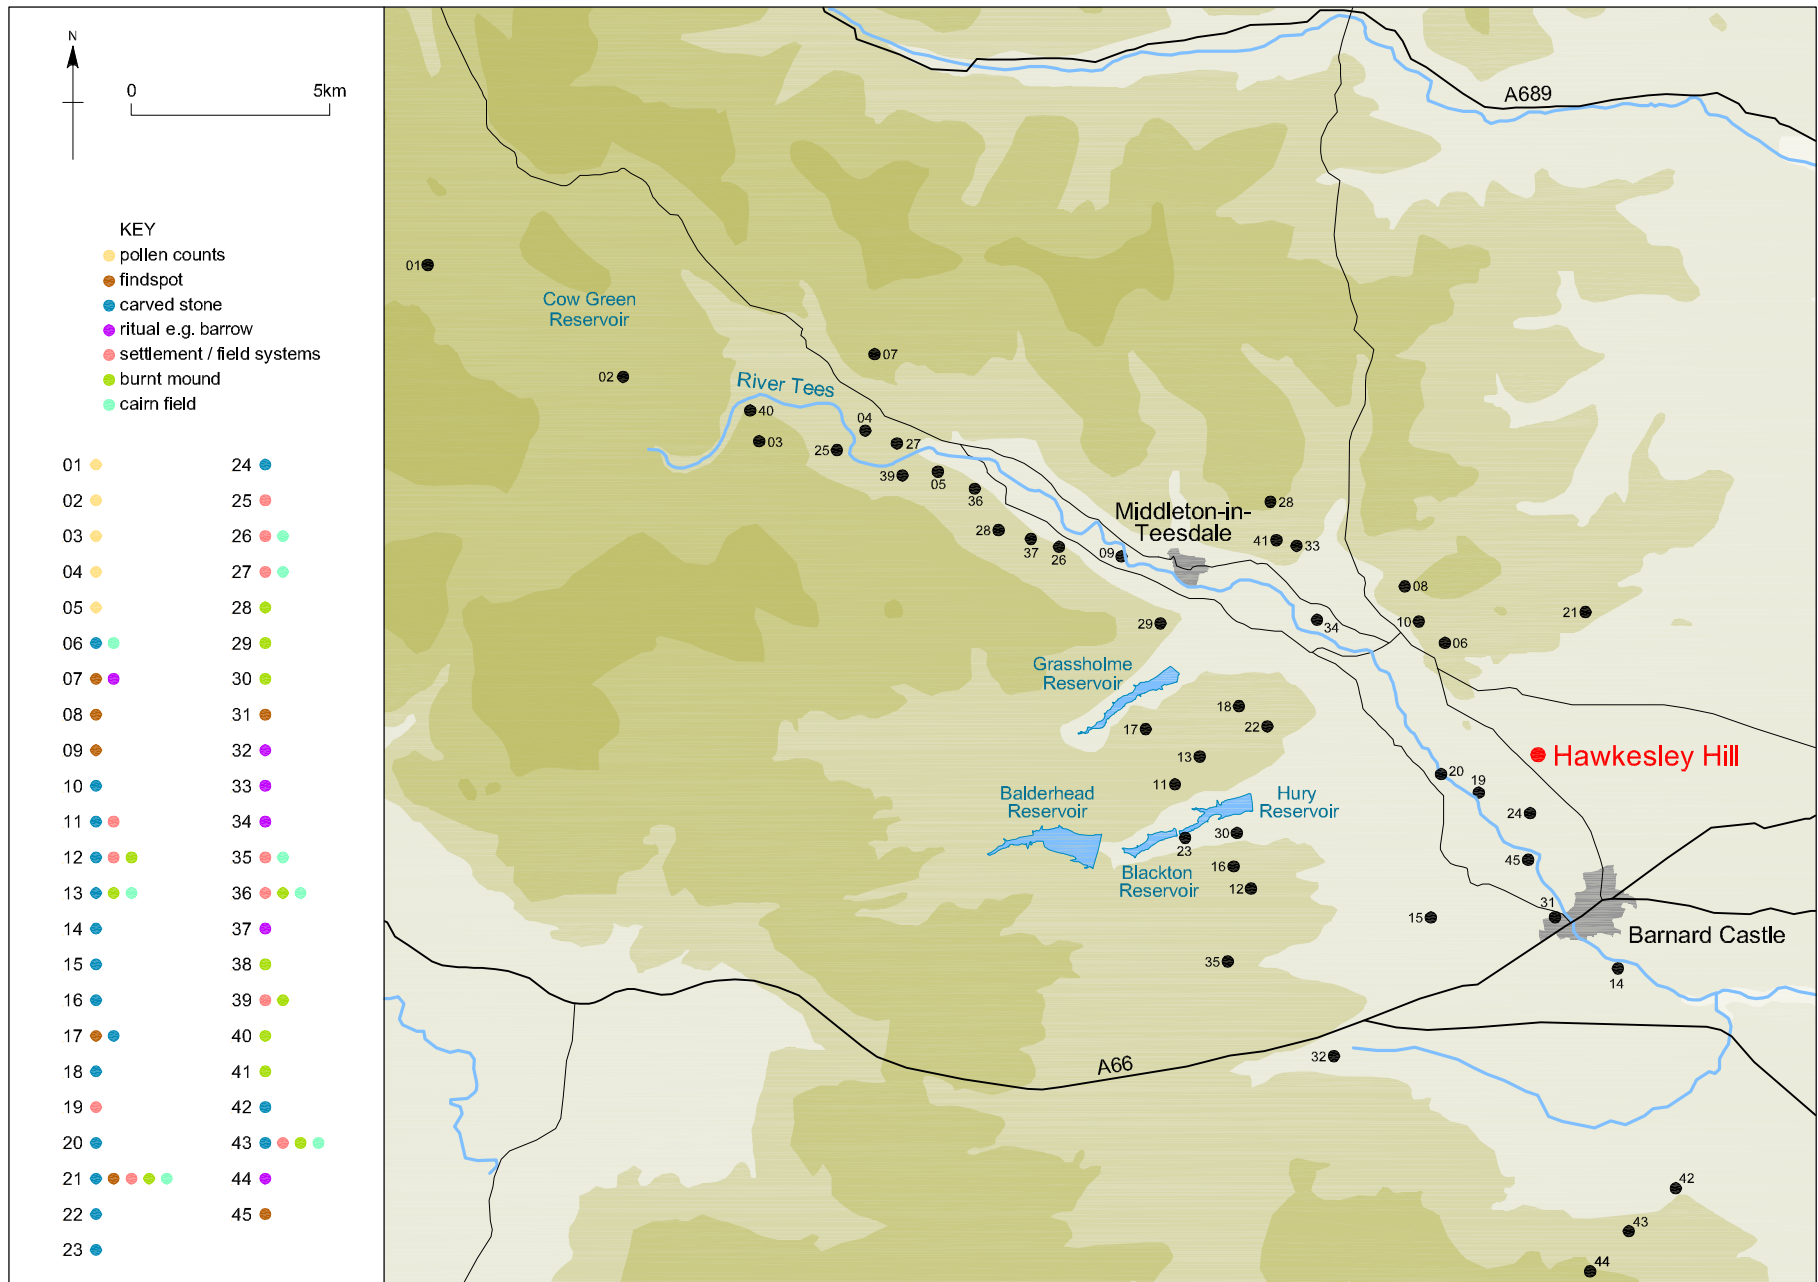 N
0 5km
KEY
pollen counts
findspot
carved stone
ritual e.g. barrow
settlement / field systems
burnt mound
cairn field
01 24
02 25
03 26
04 27
05 28
06 29
07 30
08 31
09 32
10 33
11 34
12 35
13 36
14 37
15 38
16 39
17 40
18 41
19 42
20 43
21 44
22 45
23
A689
01
Cow Green
Reservoir
07
02
River Tees
40
04
03
27
25
39
05
36
28
Middleton-in-
Teesdale
28
37
26
09
41
33
08
21
29
34
10
06
Grassholme
Reservoir
18
17
22
13
Hawkesley Hill
20
11
19
Balderhead
Reservoir
Hury
Reservoir
24
30
23
45
16
Blackton
Reservoir
12
15
31
Barnard Castle
35
14
32
A66
42
43
44